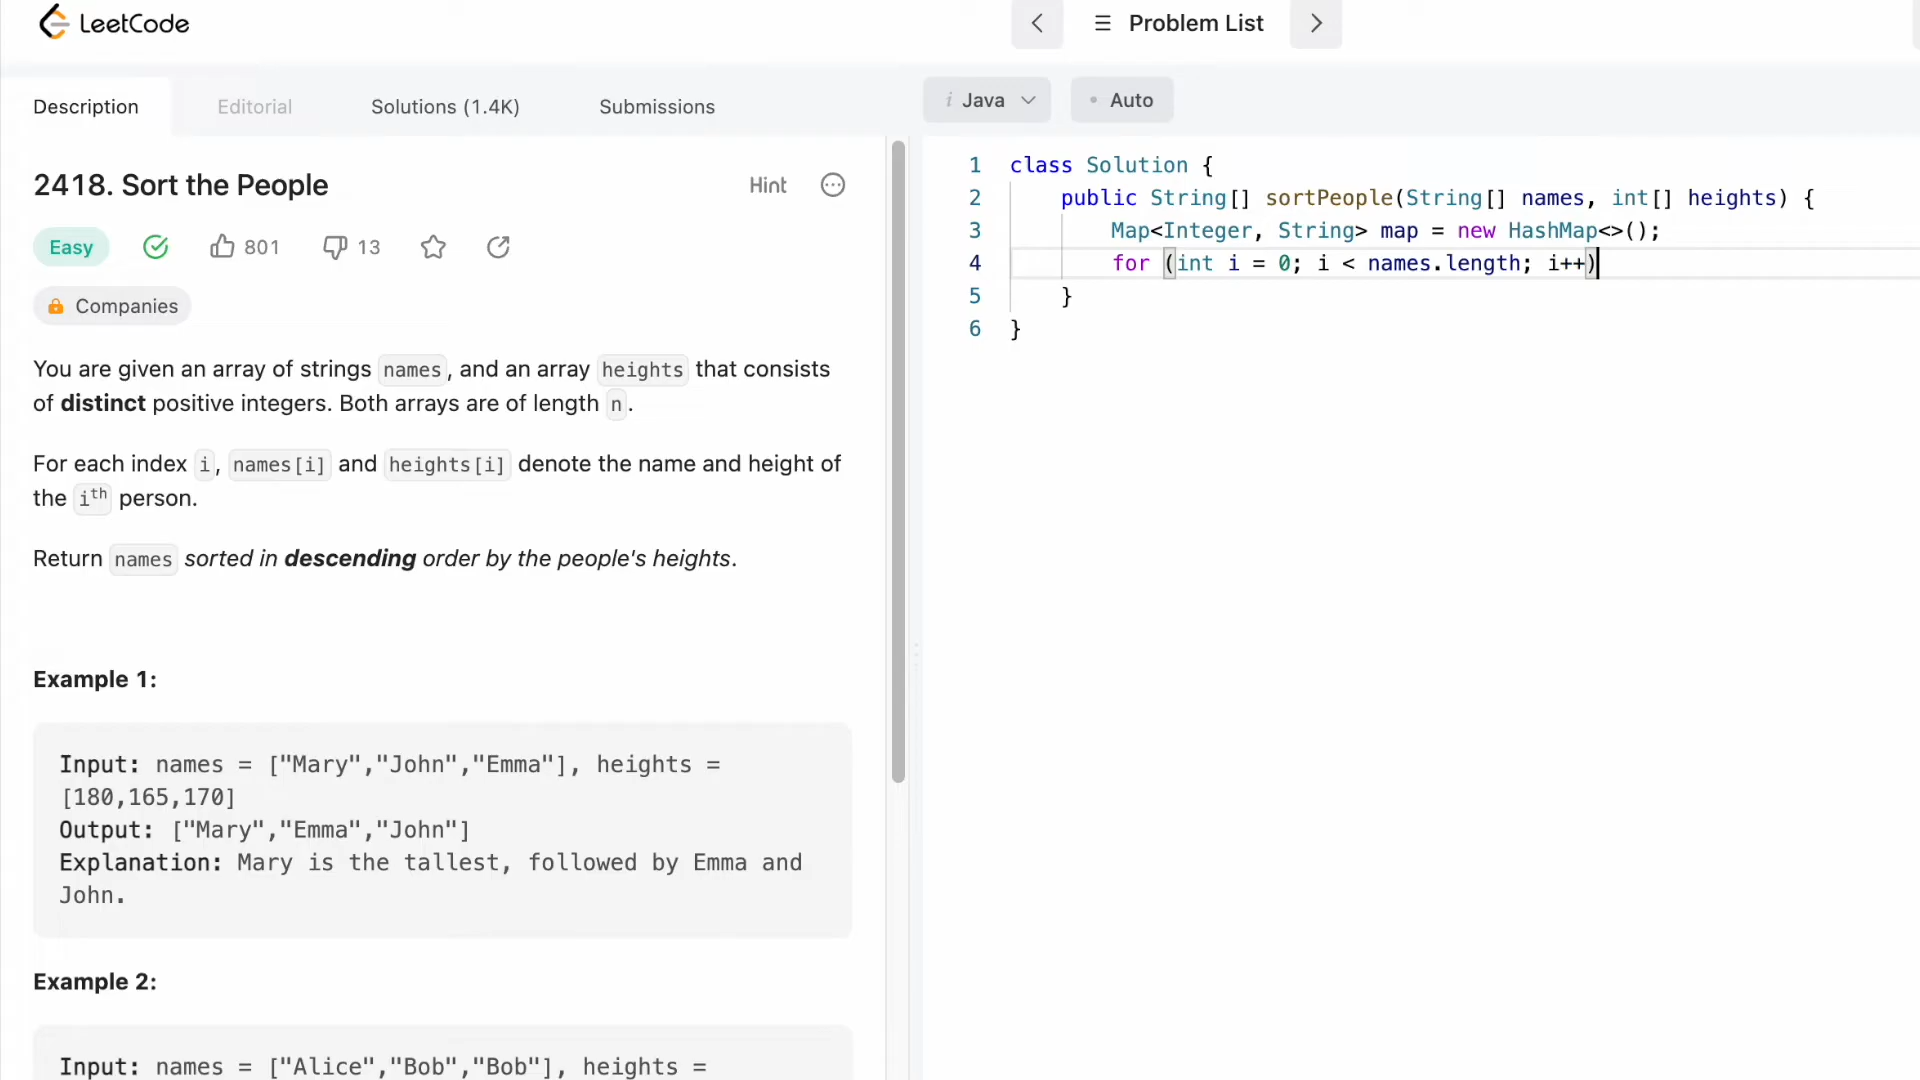 LeetCode
Problem List
Description
Editorial
Solutions (1.4K)
Submissions
i Java
• Auto
2418. Sort the People
Hint
Easy
801
13
Companies
You are given an array of strings names, and an array heights that consists
of distinct positive integers. Both arrays are of length n.
For each index i, names[i] and heights[i] denote the name and height of
the ith person.
Return names sorted in descending order by the people's heights.
Example 1:
Input: names = ["Mary","John","Emma"], heights =
[180,165,170]
Output: ["Mary","Emma","John"]
Explanation: Mary is the tallest, followed by Emma and
John.
Example 2:
Input: names = ["Alice","Bob","Bob"], heights =
1 class Solution {
2 public String[] sortPeople(String[] names, int[] heights) {
3 Map<Integer, String> map = new HashMap<>();
4 for (int i = 0; i < names.length; i++)
5 }
6 }